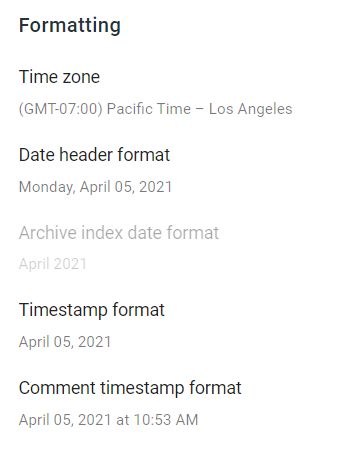 Formatting
Time zone
(GMT-07:00) Pacific Time – Los Angeles
Date header format
Monday, April 05, 2021
Archive index date format
April 2021
Timestamp format
April 05, 2021
Comment timestamp format
April 05, 2021 at 10:53 AM